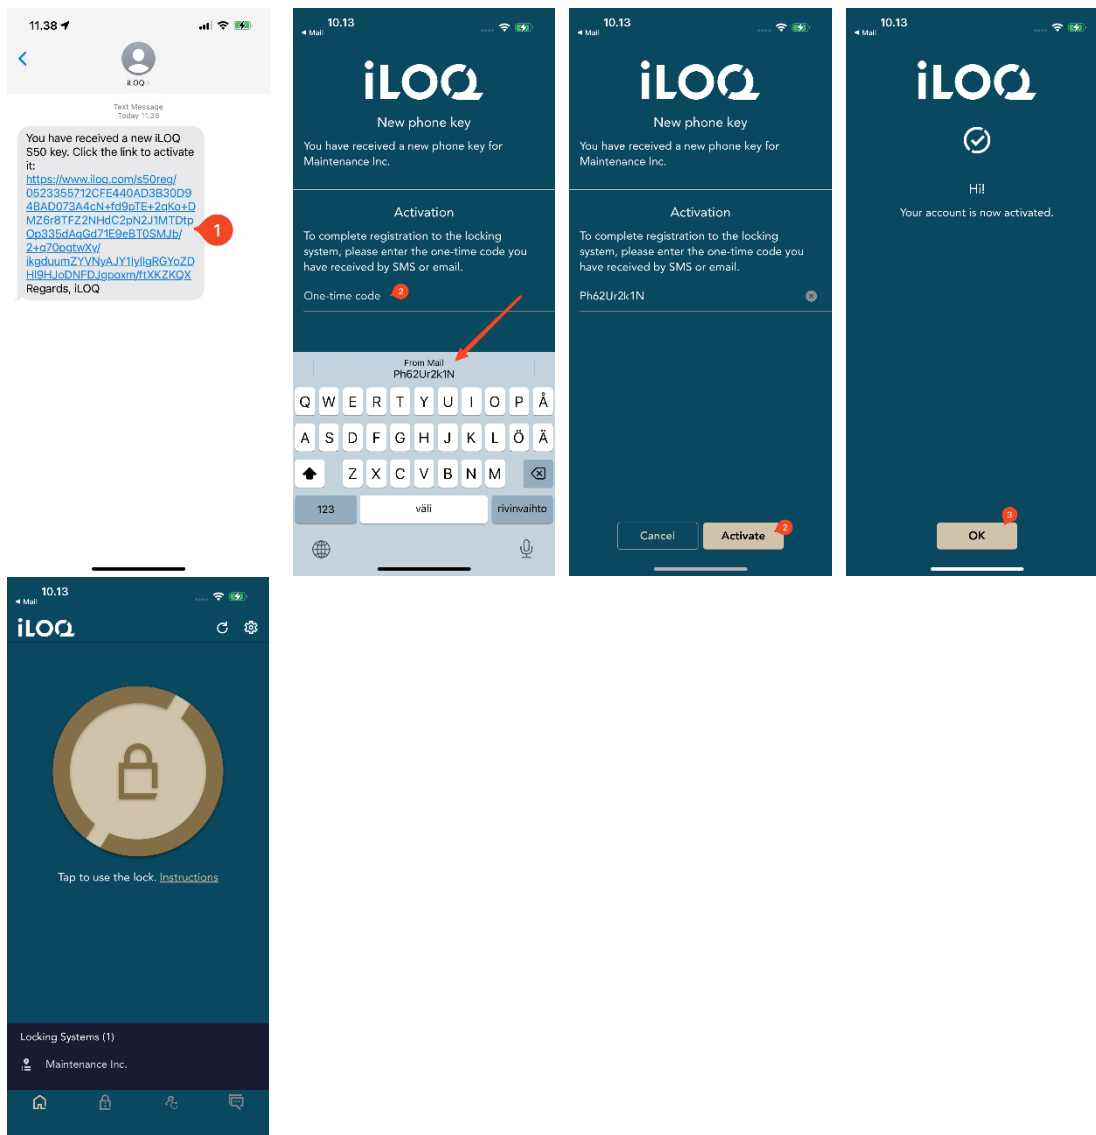 11.38
iLOQ
Text Message
Today 11.38
You have received a new iLOQ
S50 key. Click the link to activate
it:
https://www.iloq.com/s50reg/
0523355712CFE440AD3B30D9
4BAD073A4cN+fd9pTE+2qKo+D
MZ6r8TFZ2NHdC2pN2J1MTDtp
Op335dAqGd71E9eBT0SMJb/
2+q70pqtwXy/
ikgduumZYVNyAJY1IylIgRGYoZD
HI9HJoDNFDJgpoxm/ftXKZKQX
Regards, iLOQ
1
10.13
Mail
iLOQ
New phone key
You have received a new phone key for
Maintenance Inc.
Activation
To complete registration to the locking
system, please enter the one-time code you
have received by SMS or email.
One-time code
2
From Mail
Ph62Ur2k1N
Q W E R T Y U I O P Å
A S D F G H J K L Ö Ä
Z X C V B N M
123 väli rivinvaihto
10.13
Mail
iLOQ
New phone key
You have received a new phone key for
Maintenance Inc.
Activation
To complete registration to the locking
system, please enter the one-time code you
have received by SMS or email.
Ph62Ur2k1N
Cancel Activate
2
10.13
Mail
iLOQ
Hi!
Your account is now activated.
3
OK
10.13
Mail
iLOQ
Tap to use the lock. Instructions
Locking Systems (1)
Maintenance Inc.